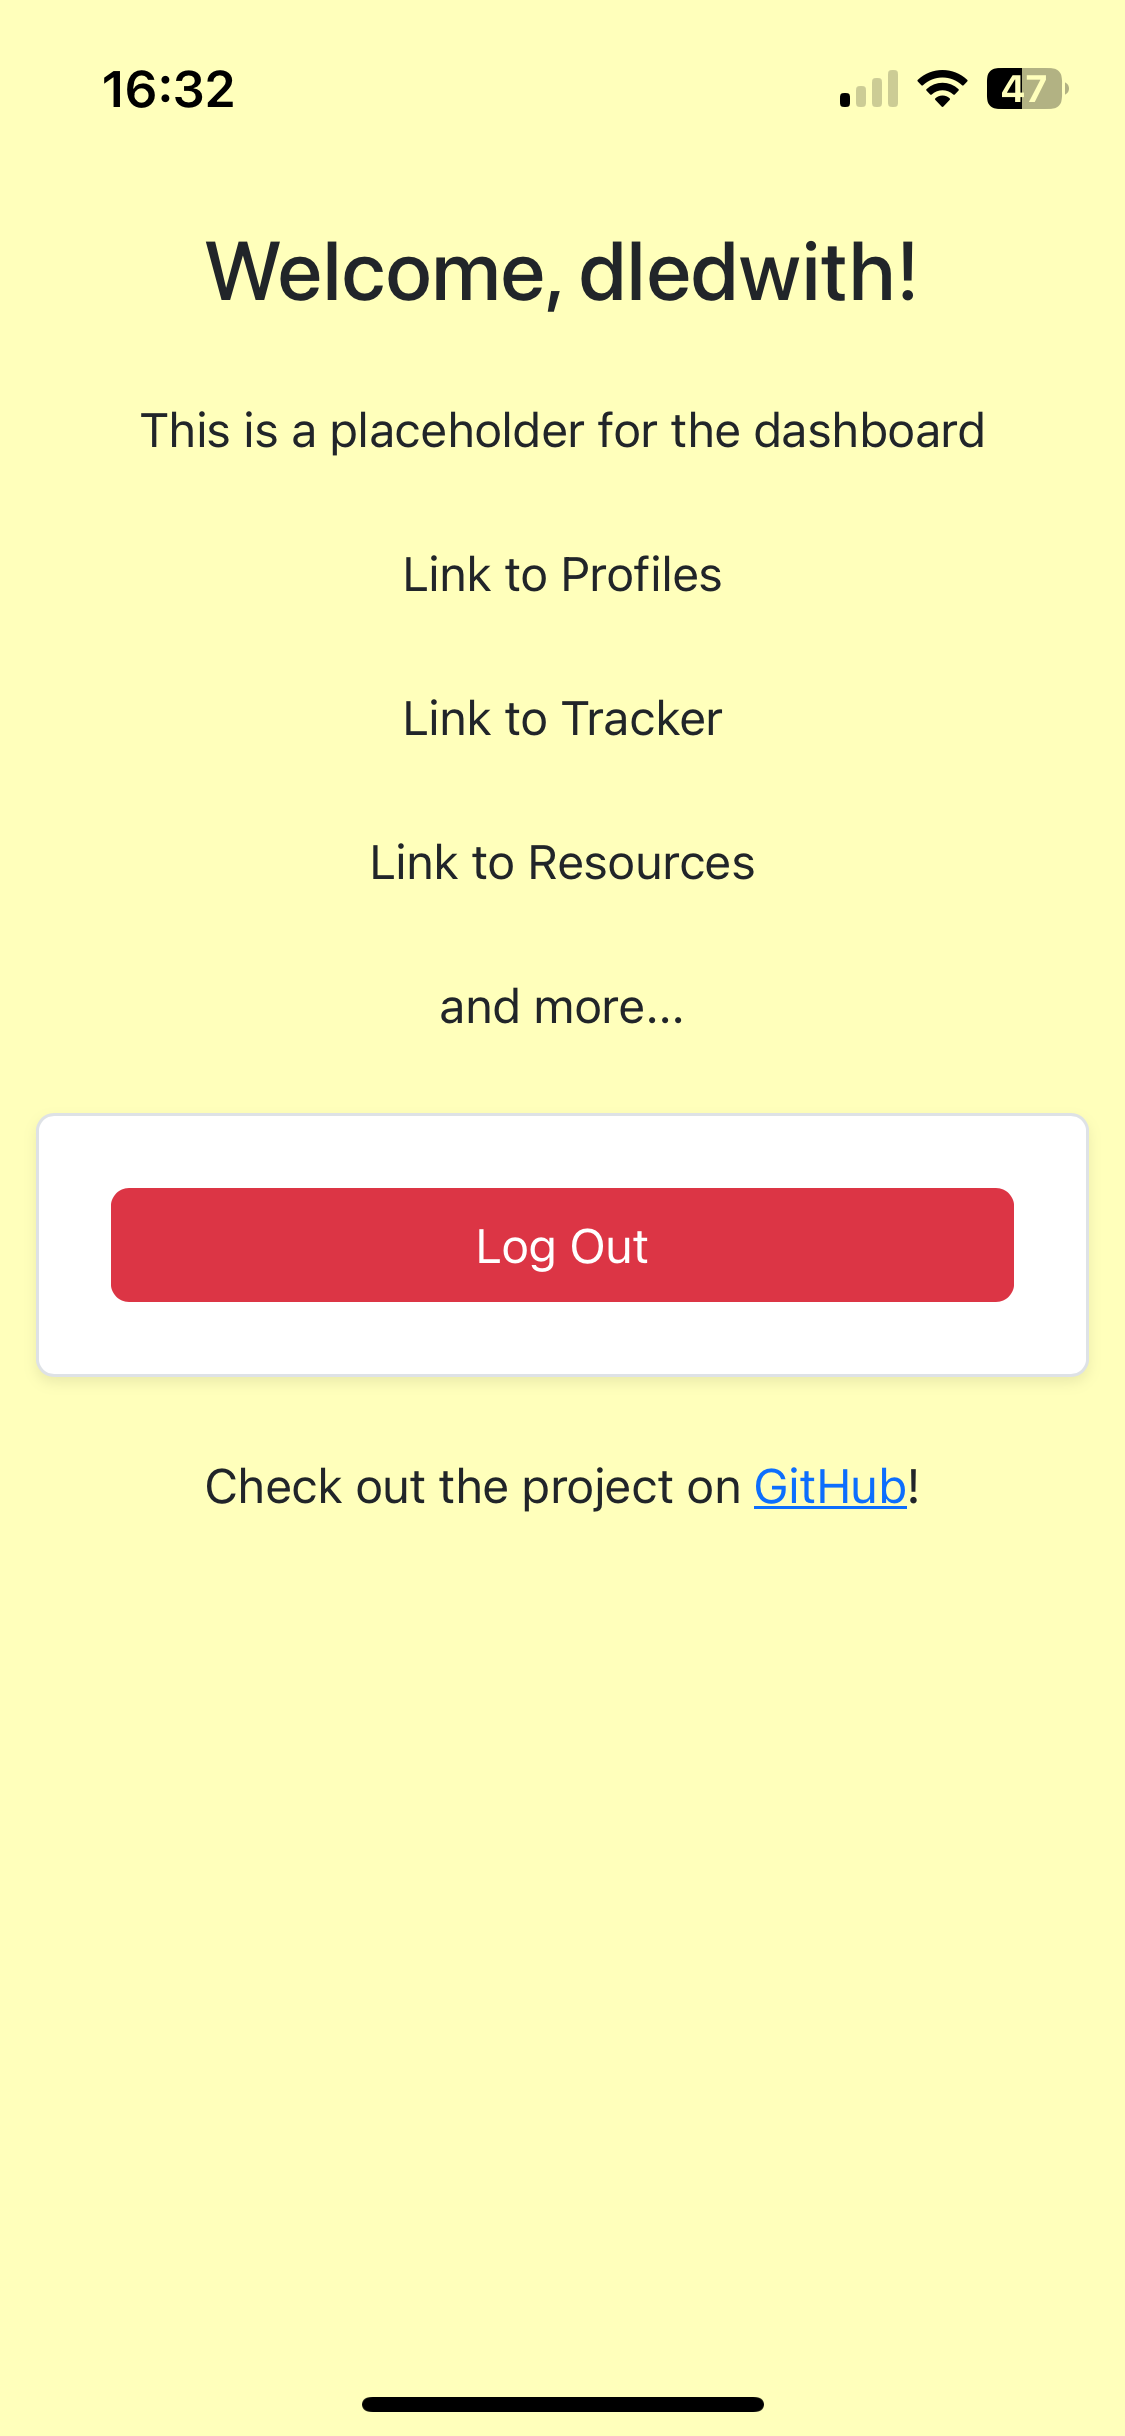 16:32
47
Welcome, dledwith!
This is a placeholder for the dashboard
Link to Profiles
Link to Tracker
Link to Resources
and more...
Log Out
Check out the project on GitHub!